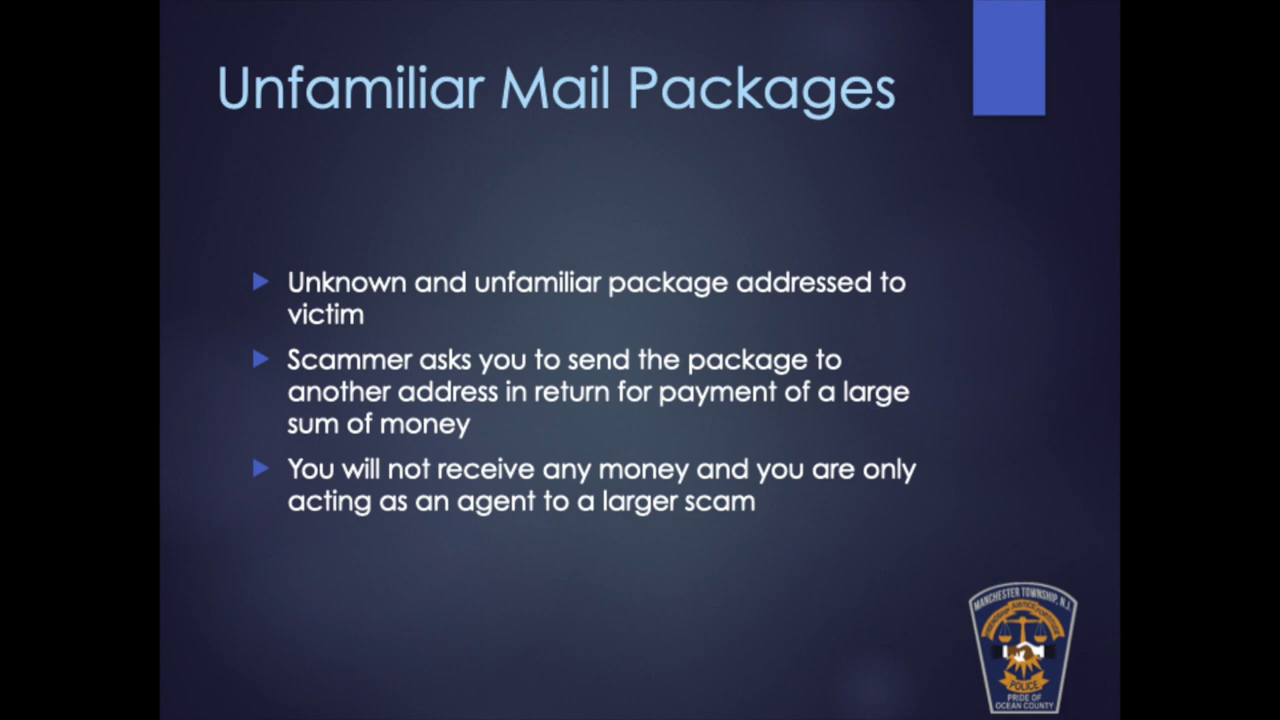 Unfamiliar Mail Packages
Unknown and unfamiliar package addressed to
victim
Scammer asks you to send the package to
another address in return for payment of a large
sum of money
You will not receive any money and you are only
acting as an agent to a larger scam
MANCHESTER TOWNSHIP, N.J.
POLICE
PRIDE OF
OCEAN COUNTY